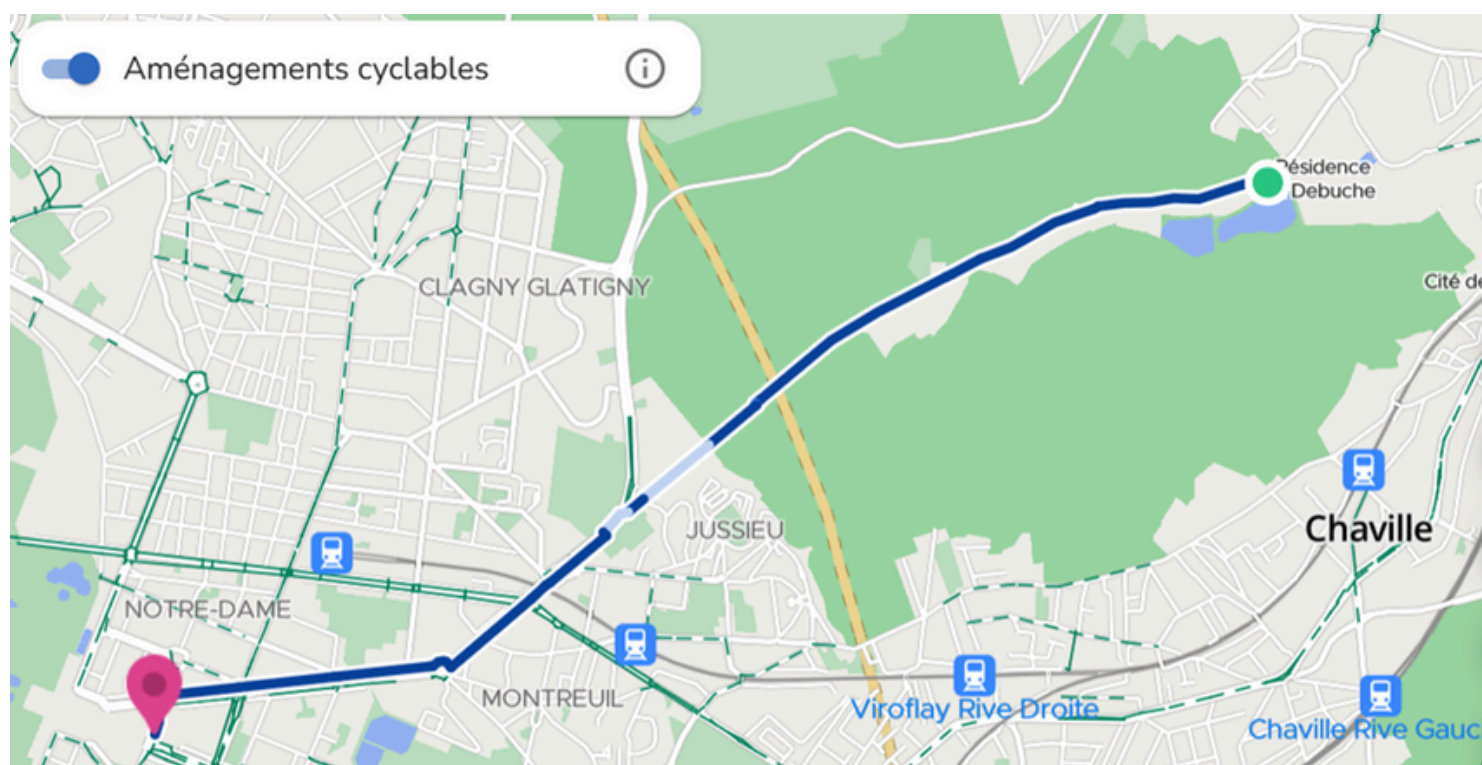 Aménagements cyclables
Résidence
Debuche
CLAGNY GLATIGNY
Cité de
Chaville
JUSSIEU
NOTRE-DAME
MONTREUIL
Viroflay Rive Droite
Chaville Rive Gauc